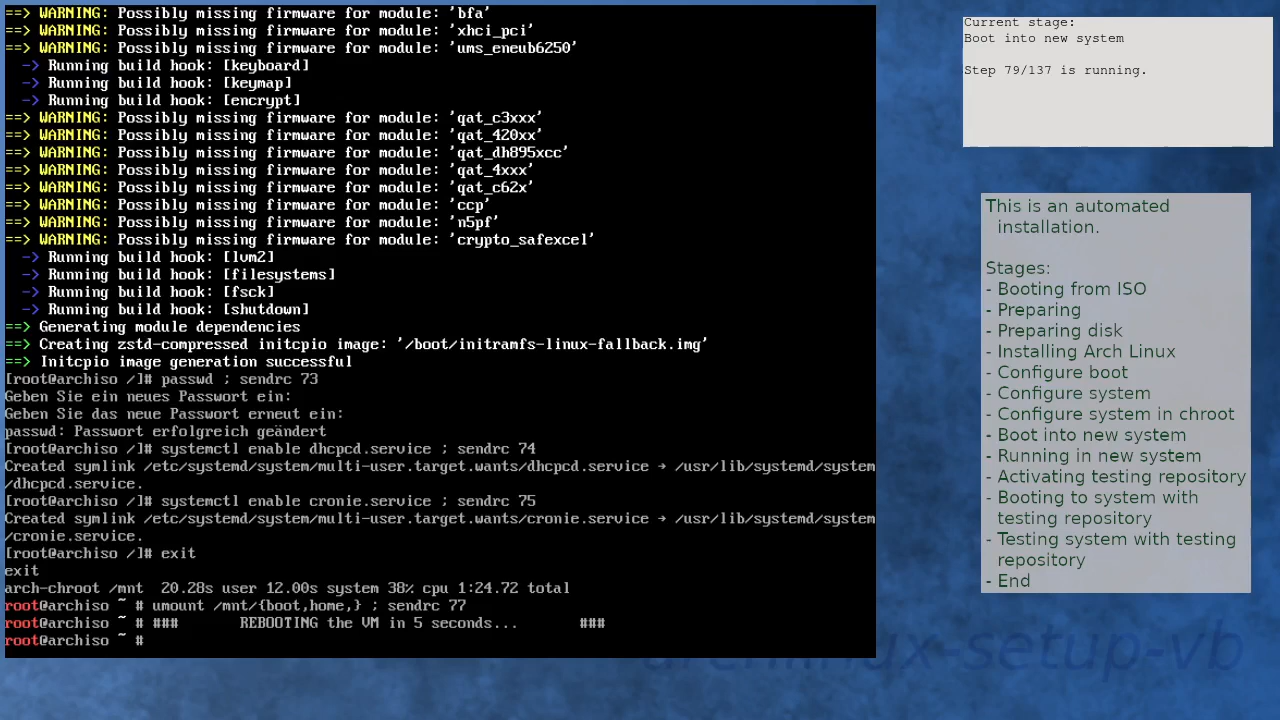 ==> WARNING: Possibly missing firmware for module: 'bfa'
==> WARNING: Possibly missing firmware for module: 'xhci_pci'
==> WARNING: Possibly missing firmware for module: 'ums_eneub6250'
  -> Running build hook: [keyboard]
  -> Running build hook: [keymap]
  -> Running build hook: [encrypt]
==> WARNING: Possibly missing firmware for module: 'qat_c3xxx'
==> WARNING: Possibly missing firmware for module: 'qat_420xx'
==> WARNING: Possibly missing firmware for module: 'qat_dh895xcc'
==> WARNING: Possibly missing firmware for module: 'qat_4xxx'
==> WARNING: Possibly missing firmware for module: 'qat_c62x'
==> WARNING: Possibly missing firmware for module: 'ccp'
==> WARNING: Possibly missing firmware for module: 'n5pf'
==> WARNING: Possibly missing firmware for module: 'crypto_safexcel'
  -> Running build hook: [lvm2]
  -> Running build hook: [filesystems]
  -> Running build hook: [fsck]
  -> Running build hook: [shutdown]
==> Generating module dependencies
==> Creating zstd-compressed initcpio image: '/boot/initramfs-linux-fallback.img'
==> Initcpio image generation successful
[root@archiso /]# passwd ; sendrc 73
Geben Sie ein neues Passwort ein:
Geben Sie das neue Passwort erneut ein:
passwd: Passwort erfolgreich geändert
[root@archiso /]# systemctl enable dhcpcd.service ; sendrc 74
Created symlink /etc/systemd/system/multi-user.target.wants/dhcpcd.service → /usr/lib/systemd/system
/dhcpcd.service.
[root@archiso /]# systemctl enable cronie.service ; sendrc 75
Created symlink /etc/systemd/system/multi-user.target.wants/cronie.service → /usr/lib/systemd/system
/cronie.service.
[root@archiso /]# exit
exit
arch-chroot /mnt  20.28s user 12.00s system 38% cpu 1:24.72 total
root@archiso ~ # umount /mnt/{boot,home,} ; sendrc 77
root@archiso ~ # ###       REBOOTING the VM in 5 seconds...       ###
root@archiso ~ #
Current stage:
Boot into new system
Step 79/137 is running.
This is an automated
installation.
Stages:
- Booting from ISO
- Preparing
- Preparing disk
- Installing Arch Linux
- Configure boot
- Configure system
- Configure system in chroot
- Boot into new system
- Running in new system
- Activating testing repository
- Booting to system with
testing repository
- Testing system with testing
repository
- End
archlinux-setup-vb